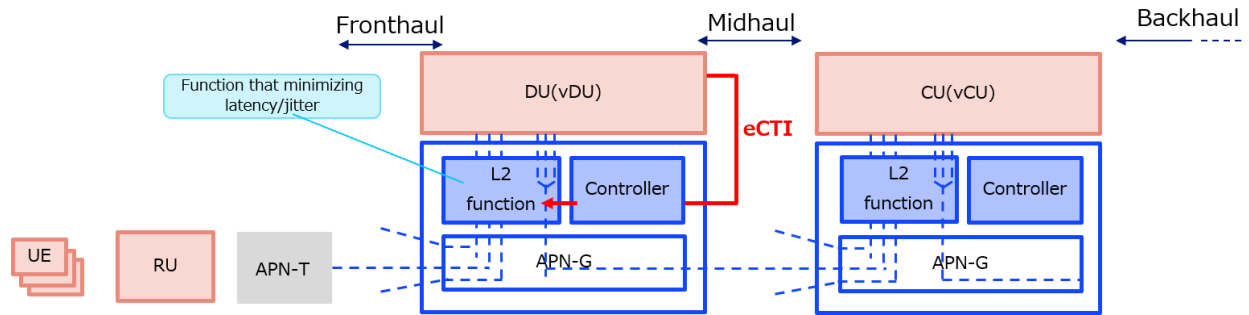 Fronthaul
Midhaul
Backhaul
Function that minimizing
latency/jitter
DU(vDU)
CU(vCU)
eCTI
L2
function
Controller
L2
function
Controller
UE
RU
APN-T
APN-G
APN-G